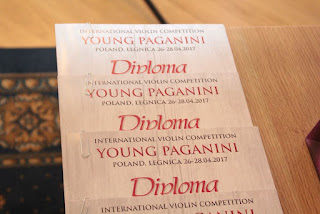 INTERNATIONAL VIOLIN COMPETITION
YOUNG PAGANINI
POLAND, LEGNICA 26-28.04.2017
Diploma
INTERNATIONAL VIOLIN COMPETITION
YOUNG PAGANINI
POLAND, LEGNICA 26-28.04.2017
Diploma
INTERNATIONAL VIOLIN COMPETITION
YOUNG PAGANINI
POLAND, LEGNICA 26-28.04.2017
Diploma
INTERNATIONAL VIOLIN COMPETITION
YOUNG PAGANINI